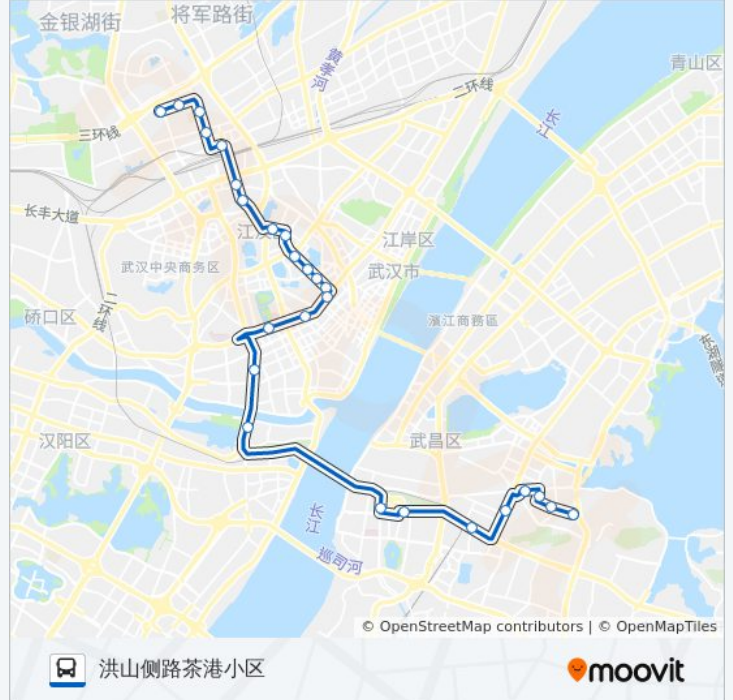 金银湖街
将军路街
黄孝河
青山区
二环线
长江
三环线
长丰大道
江岸区
武汉中央商务区
武汉市
二环线
硚口区
濱江商務區
汉阳区
武昌区
长江
巡司河
© OpenStreetMap contributors | © OpenMapTiles
洪山侧路茶港小区
moovit